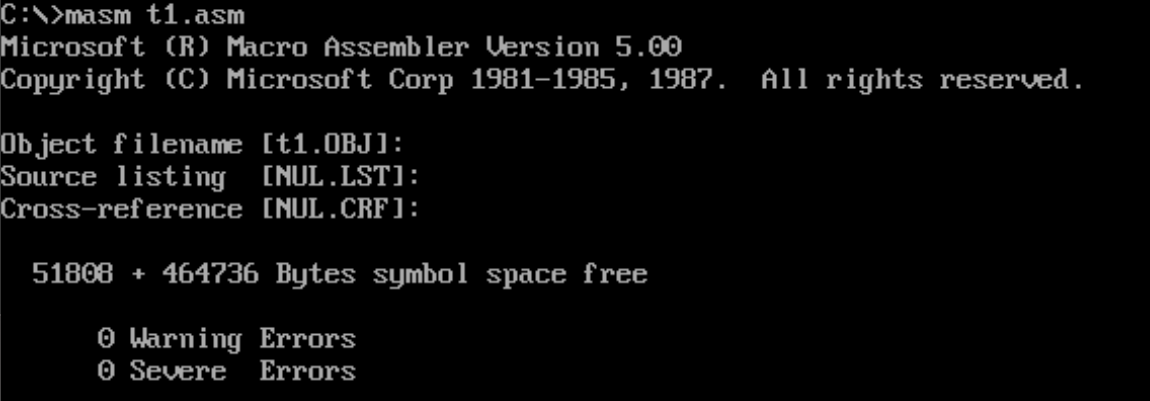 C:\>masm t1.asm
Microsoft (R) Macro Assembler Version 5.00
Copyright (C) Microsoft Corp 1981-1985, 1987.  All rights reserved.
Object filename [t1.OBJ]:
Source listing  [NUL.LST]:
Cross-reference [NUL.CRF]:
51808 + 464736 Bytes symbol space free
0 Warning Errors
0 Severe  Errors